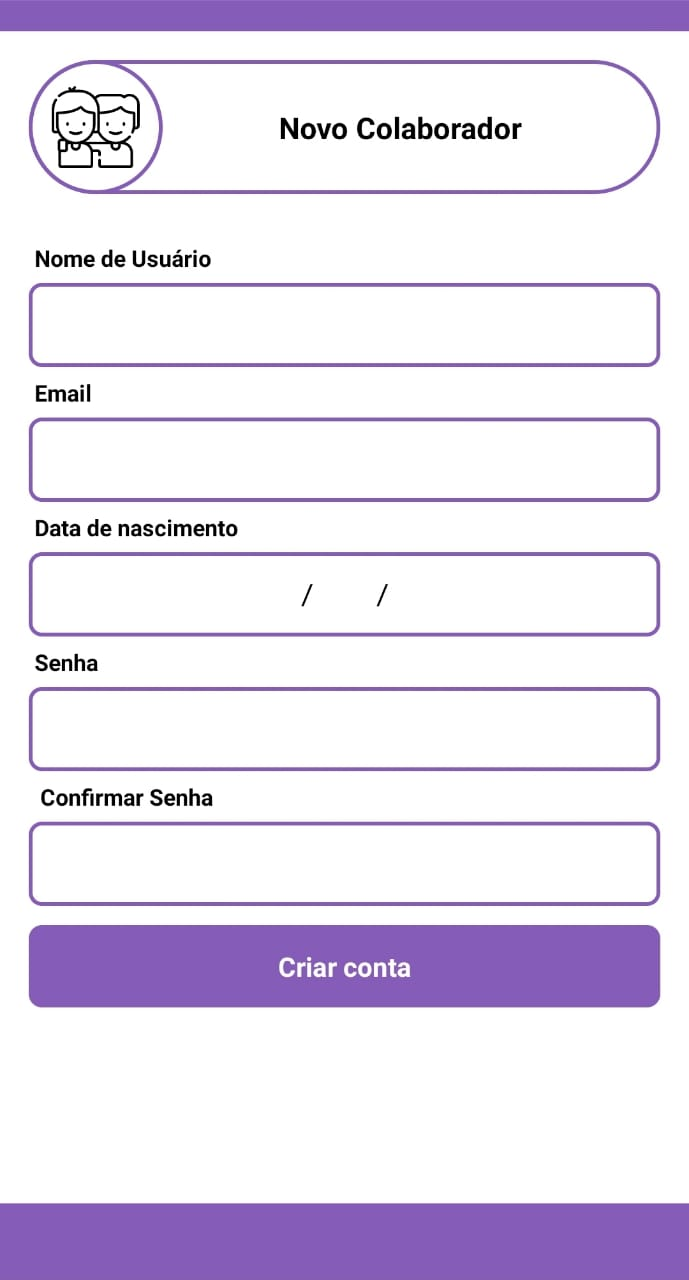 Novo Colaborador
Nome de Usuário
Email
Data de nascimento
/ /
Senha
Confirmar Senha
Criar conta